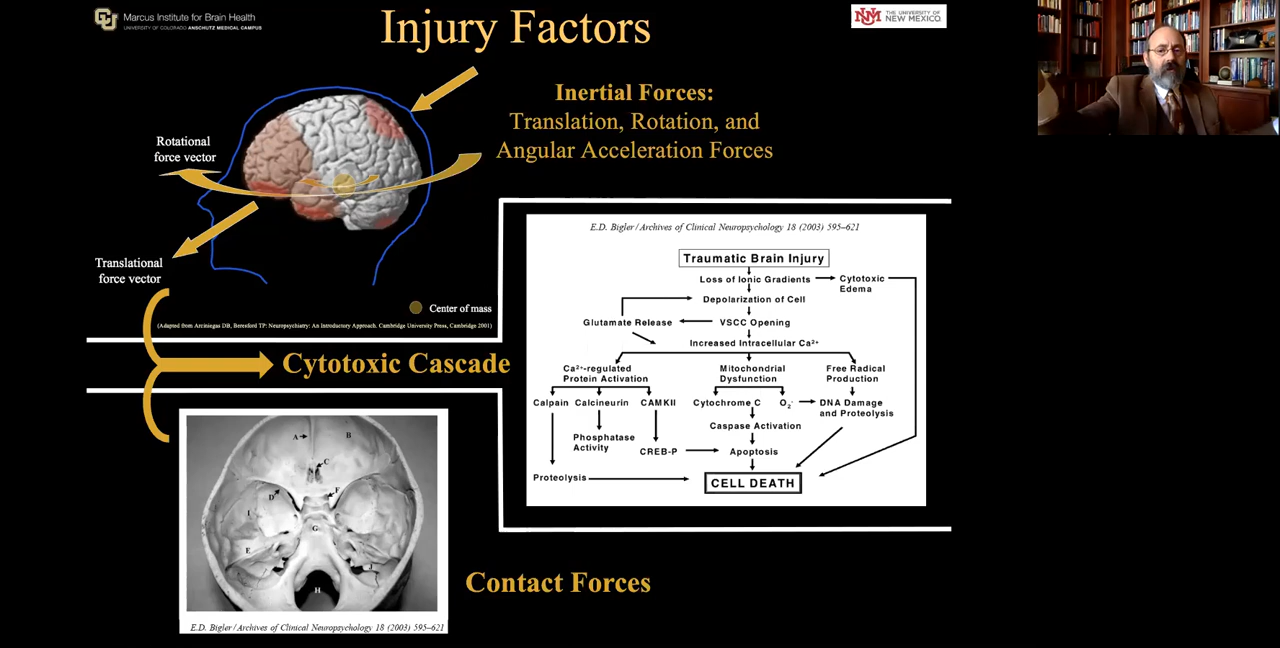 Marcus Institute for Brain Health
UNIVERSITY OF COLORADO ANSCHUTZ MEDICAL CAMPUS
Injury Factors
THE UNIVERSITY OF
NEW MEXICO
Inertial Forces:
Translation, Rotation, and
Angular Acceleration Forces
Rotational
force vector
Translational
force vector
Center of mass
(Adapted from Arciniegas DB, Beresford TP: Neuropsychiatry: An Introductory Approach. Cambridge University Press, Cambridge 2001)
Cytotoxic Cascade
E.D. Bigler / Archives of Clinical Neuropsychology 18 (2003) 595–621
Traumatic Brain Injury
Loss of Ionic Gradients
Cytotoxic
Edema
Depolarization of Cell
Glutamate Release
VSCC Opening
Increased Intracellular Ca²⁺
Ca²⁺-regulated
Protein Activation
Mitochondrial
Dysfunction
Free Radical
Production
Calpain
Calcineurin
CAMKII
Cytochrome C
O₂⁻
DNA Damage
and Proteolysis
Caspase Activation
Phosphatase
Activity
CREB-P
Apoptosis
Proteolysis
CELL DEATH
A
B
C
D
F
I
G
E
J
H
E.D. Bigler / Archives of Clinical Neuropsychology 18 (2003) 595–621
Contact Forces